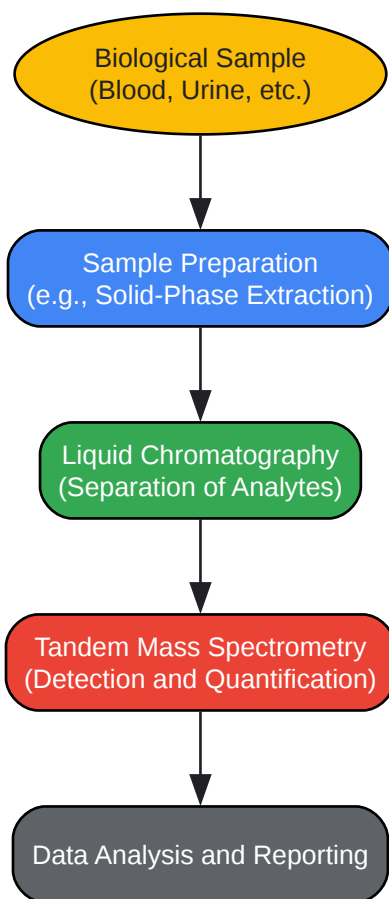 Biological Sample
(Blood, Urine, etc.)
Sample Preparation
(e.g., Solid-Phase Extraction)
Liquid Chromatography
(Separation of Analytes)
Tandem Mass Spectrometry
(Detection and Quantification)
Data Analysis and Reporting